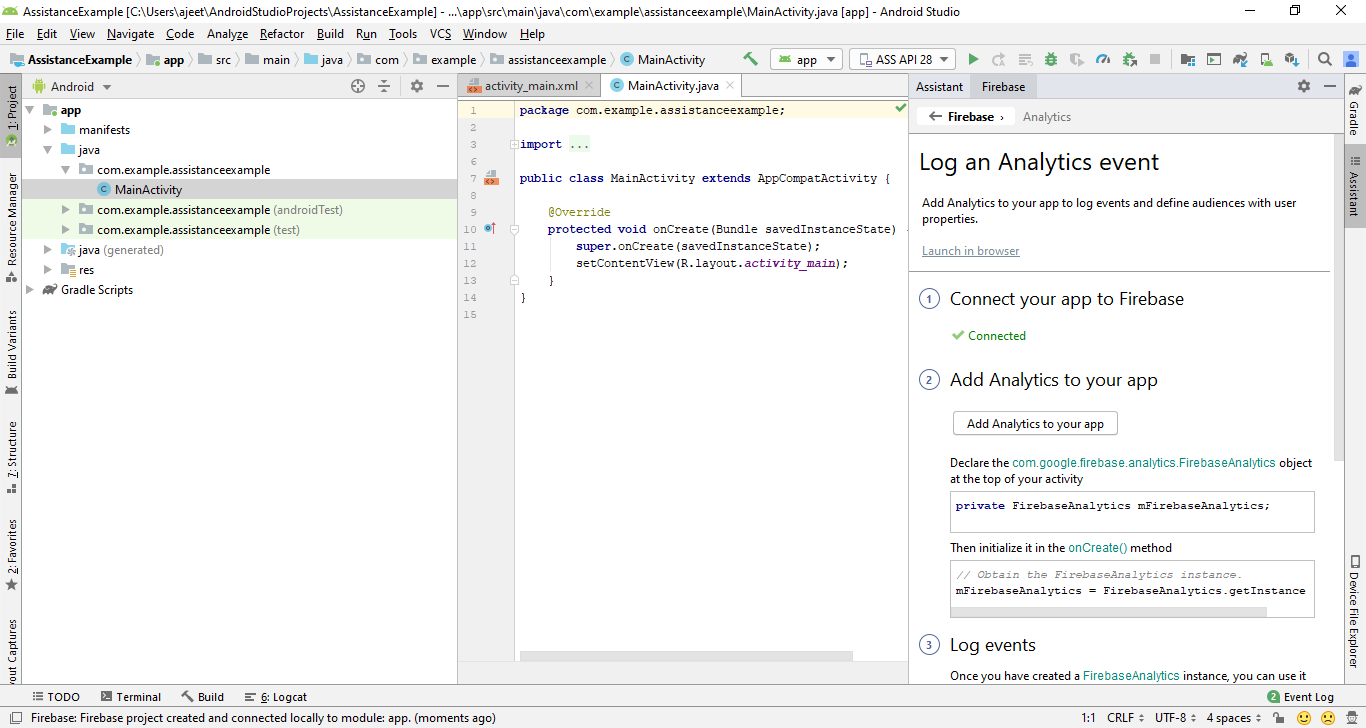 AssistanceExample [C:\Users\ajeet\AndroidStudioProjects\AssistanceExample] - ...\app\src\main\java\com\example\assistanceexample\MainActivity.java [app] - Android Studio
File Edit View Navigate Code Analyze Refactor Build Run Tools VCS Window Help
AssistanceExample app src main java com example assistanceexample MainActivity app ASS API 28
1: Project
Resource Manager
Build Variants
7: Structure
2: Favorites
yout Captures
Android
app
manifests
java
com.example.assistanceexample
MainActivity
com.example.assistanceexample (androidTest)
com.example.assistanceexample (test)
java (generated)
res
Gradle Scripts
activity_main.xml MainActivity.java
1 package com.example.assistanceexample;
2
3 import ...
6
7 public class MainActivity extends AppCompatActivity {
8
9 @Override
10 protected void onCreate(Bundle savedInstanceState)
11 super.onCreate(savedInstanceState);
12 setContentView(R.layout.activity_main);
13 }
14 }
15
Assistant Firebase
Firebase › Analytics
Log an Analytics event
Add Analytics to your app to log events and define audiences with user
properties.
Launch in browser
1 Connect your app to Firebase
Connected
2 Add Analytics to your app
Add Analytics to your app
Declare the com.google.firebase.analytics.FirebaseAnalytics object
at the top of your activity
private FirebaseAnalytics mFirebaseAnalytics;
Then initialize it in the onCreate() method
// Obtain the FirebaseAnalytics instance.
mFirebaseAnalytics = FirebaseAnalytics.getInstance
3 Log events
Once you have created a FirebaseAnalytics instance, you can use it
Gradle
Assistant
Device File Explorer
TODO Terminal Build 6: Logcat 2 Event Log
Firebase: Firebase project created and connected locally to module: app. (moments ago) 1:1 CRLF UTF-8 4 spaces